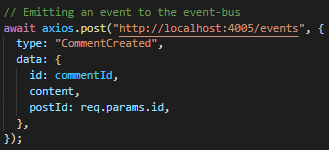 // Emitting an event to the event-bus
await axios.post("http://localhost:4005/events", {
  type: "CommentCreated",
  data: {
    id: commentId,
    content,
    postId: req.params.id,
  },
});